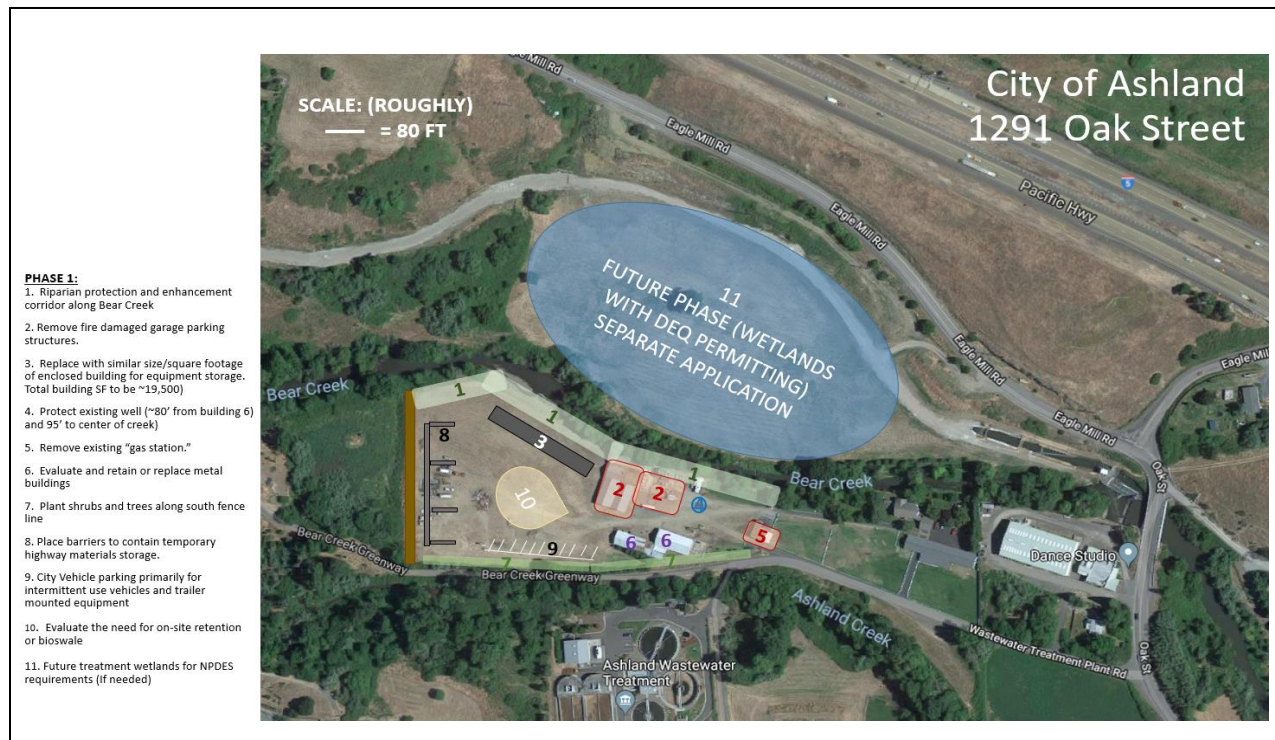 City of Ashland
1291 Oak Street
SCALE: (ROUGHLY)
= 80 FT
PHASE 1:
1. Riparian protection and enhancement
corridor along Bear Creek
2. Remove fire damaged garage parking
structures.
3. Replace with similar size/square footage
of enclosed building for equipment storage.
Total building SF to be ~19,500)
4. Protect existing well (~80' from building 6)
and 95' to center of creek)
5. Remove existing "gas station."
6. Evaluate and retain or replace metal
buildings
7. Plant shrubs and trees along south fence
line
8. Place barriers to contain temporary
highway materials storage.
9. City Vehicle parking primarily for
intermittent use vehicles and trailer
mounted equipment
10. Evaluate the need for on-site retention
or bioswale
11. Future treatment wetlands for NPDES
requirements (If needed)
Eagle Mill Rd
Eagle Mill Rd
Pacific Hwy
5
Eagle Mill Rd
Eagle Mill Rd
Eagle Mill Rd
Eagle Mill Rd
11
FUTURE PHASE (WETLANDS
WITH DEQ PERMITTING)
SEPARATE APPLICATION
Bear Creek
1
1
1
8
3
2
2
10
4
Bear Creek
Oak St
6
6
5
9
Dance Studio
Bear Creek Greenway
7
7
Bear Creek Greenway
Ashland Creek
Wastewater Treatment Plant Rd
Oak St
Ashland Wastewater
Treatment